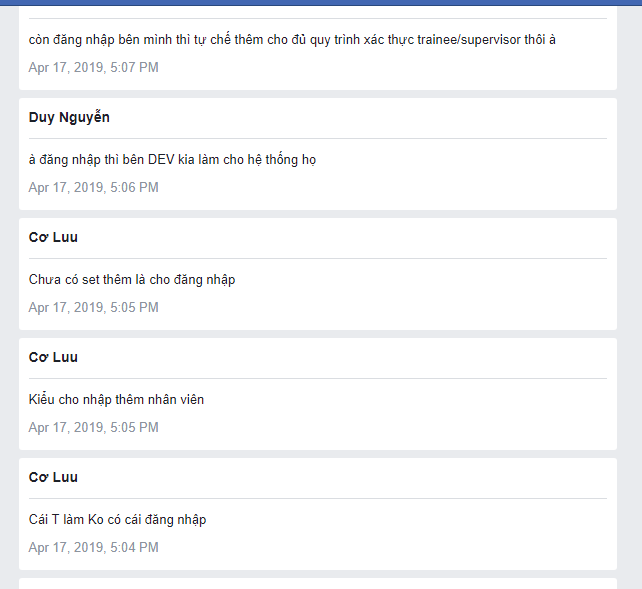 còn đăng nhập bên mình thì tự chế thêm cho đủ quy trình xác thực trainee/supervisor thôi à
Apr 17, 2019, 5:07 PM
Duy Nguyễn
à đăng nhập thì bên DEV kia làm cho hệ thống họ
Apr 17, 2019, 5:06 PM
Cơ Luu
Chưa có set thêm là cho đăng nhập
Apr 17, 2019, 5:05 PM
Cơ Luu
Kiểu cho nhập thêm nhân viên
Apr 17, 2019, 5:05 PM
Cơ Luu
Cái T làm Ko có cái đăng nhập
Apr 17, 2019, 5:04 PM